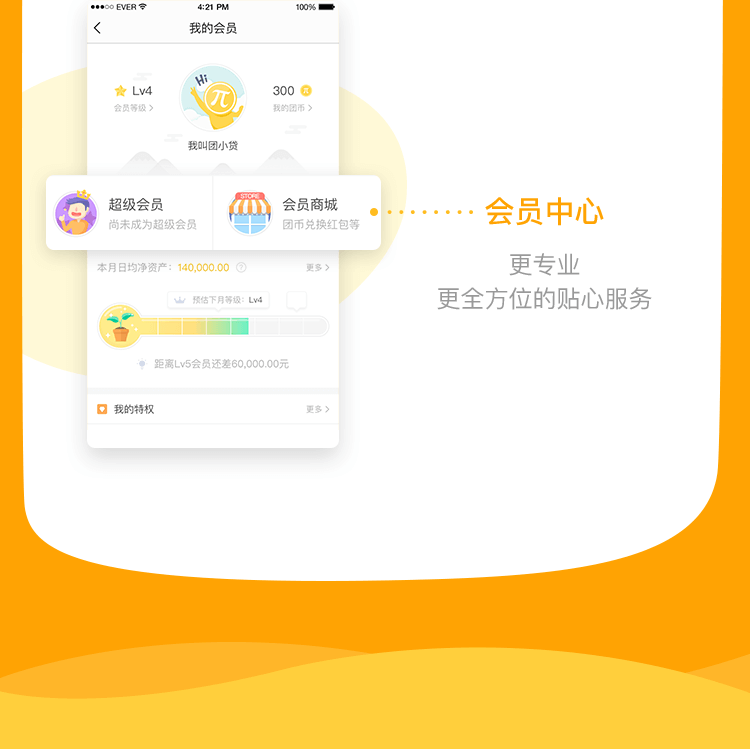 ●●●○○ EVER 4:21 PM 100%
我的会员
Lv4
会员等级
Hi
π
300 π
我的团币
我叫团小贷
超级会员
尚未成为超级会员
STORE
会员商城
团币兑换红包等
会员中心
更专业
更全方位的贴心服务
本月日均净资产：140,000.00 ? 更多
预估下月等级：Lv4
距离Lv5会员还差60,000.00元
我的特权 更多